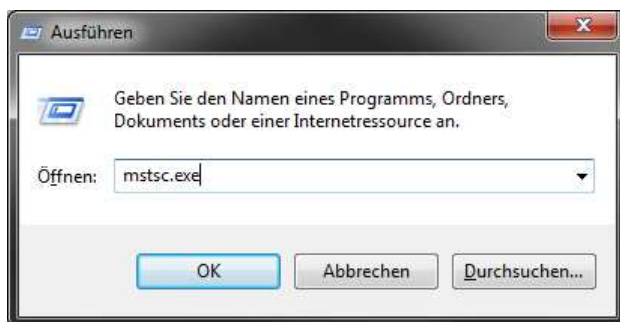 Ausführen
Geben Sie den Namen eines Programms, Ordners,
Dokuments oder einer Internetressource an.
Öffnen: mstsc.exe
OK Abbrechen Durchsuchen...